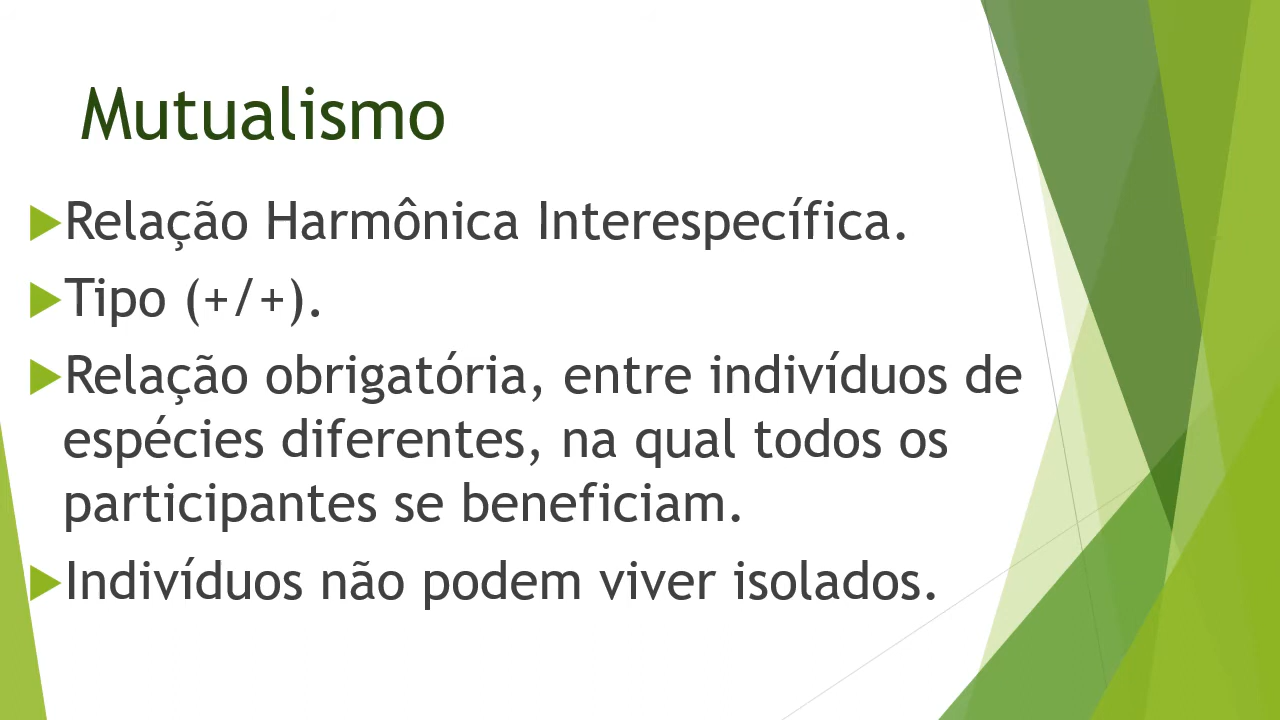 Mutualismo
Relação Harmônica Interespecífica.
Tipo (+/+).
Relação obrigatória, entre indivíduos de
espécies diferentes, na qual todos os
participantes se beneficiam.
Indivíduos não podem viver isolados.